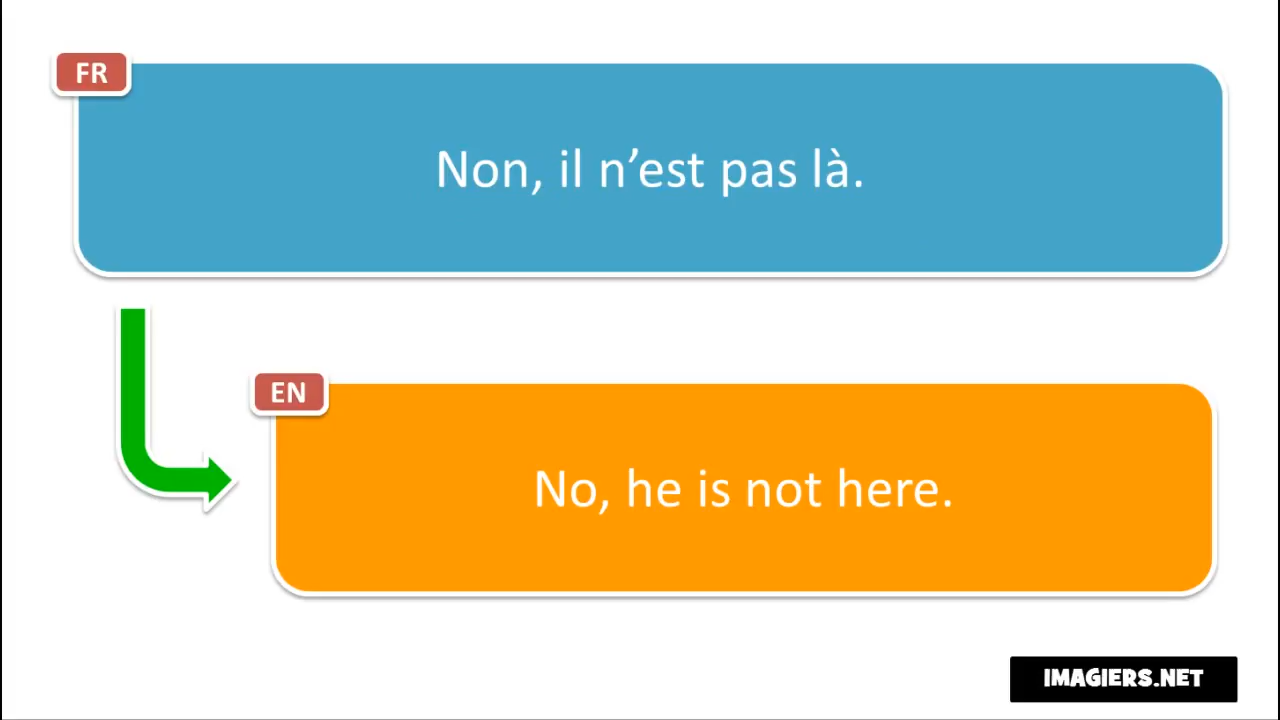 FR
Non, il n’est pas là.
EN
No, he is not here.
IMAGIERS.NET